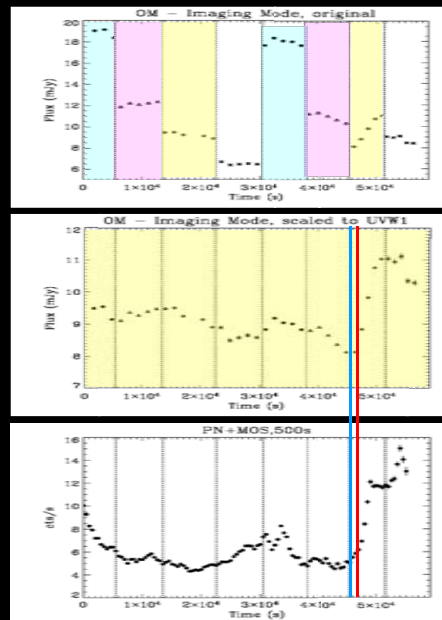 OM - Imaging Mode, original
20
18
16
14
12
10
8
6
Flux (mJy)
0 1×10⁴ 2×10⁴ 3×10⁴ 4×10⁴ 5×10⁴
Time (s)
OM - Imaging Mode, scaled to UVW1
12
11
10
9
8
7
Flux (mJy)
0 1×10⁴ 2×10⁴ 3×10⁴ 4×10⁴ 5×10⁴
Time (s)
PN+MOS,500s
16
14
12
10
8
6
4
2
cts/s
0 1×10⁴ 2×10⁴ 3×10⁴ 4×10⁴ 5×10⁴
Time (s)